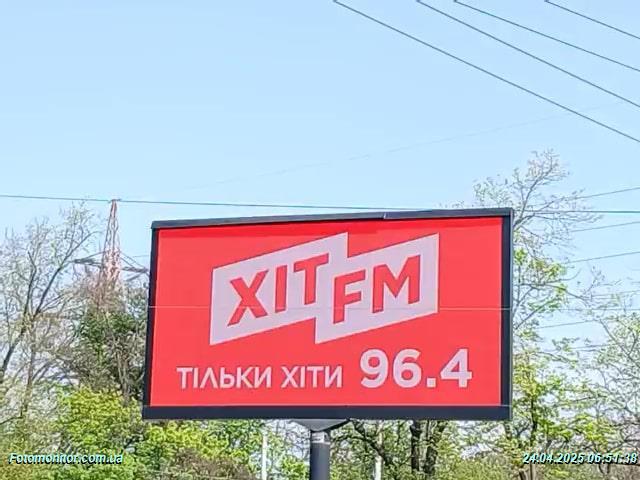 ХІТ FM
ТІЛЬКИ ХІТИ 96.4
Fotomonitor.com.ua
24.04.2025 06:51:38